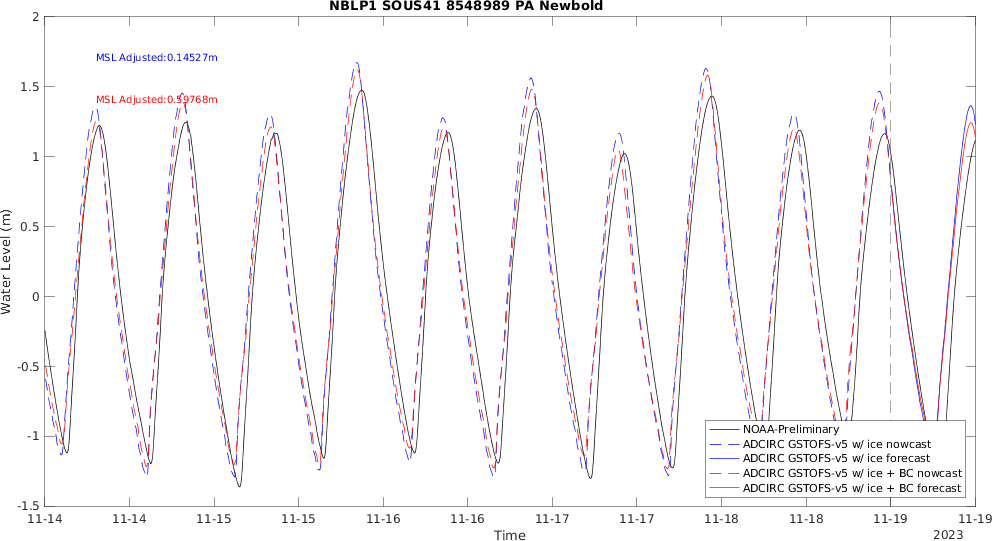 NBLP1 SOUS41 8548989 PA Newbold
MSL Adjusted:0.14527m
MSL Adjusted:0.59768m
Water Level (m)
2
1.5
1
0.5
0
-0.5
-1
-1.5
NOAA-Preliminary
ADCIRC GSTOFS-v5 w/ ice nowcast
ADCIRC GSTOFS-v5 w/ ice forecast
ADCIRC GSTOFS-v5 w/ ice + BC nowcast
ADCIRC GSTOFS-v5 w/ ice + BC forecast
11-14 11-14 11-15 11-15 11-16 11-16 11-17 11-17 11-18 11-18 11-19 11-19
Time
2023